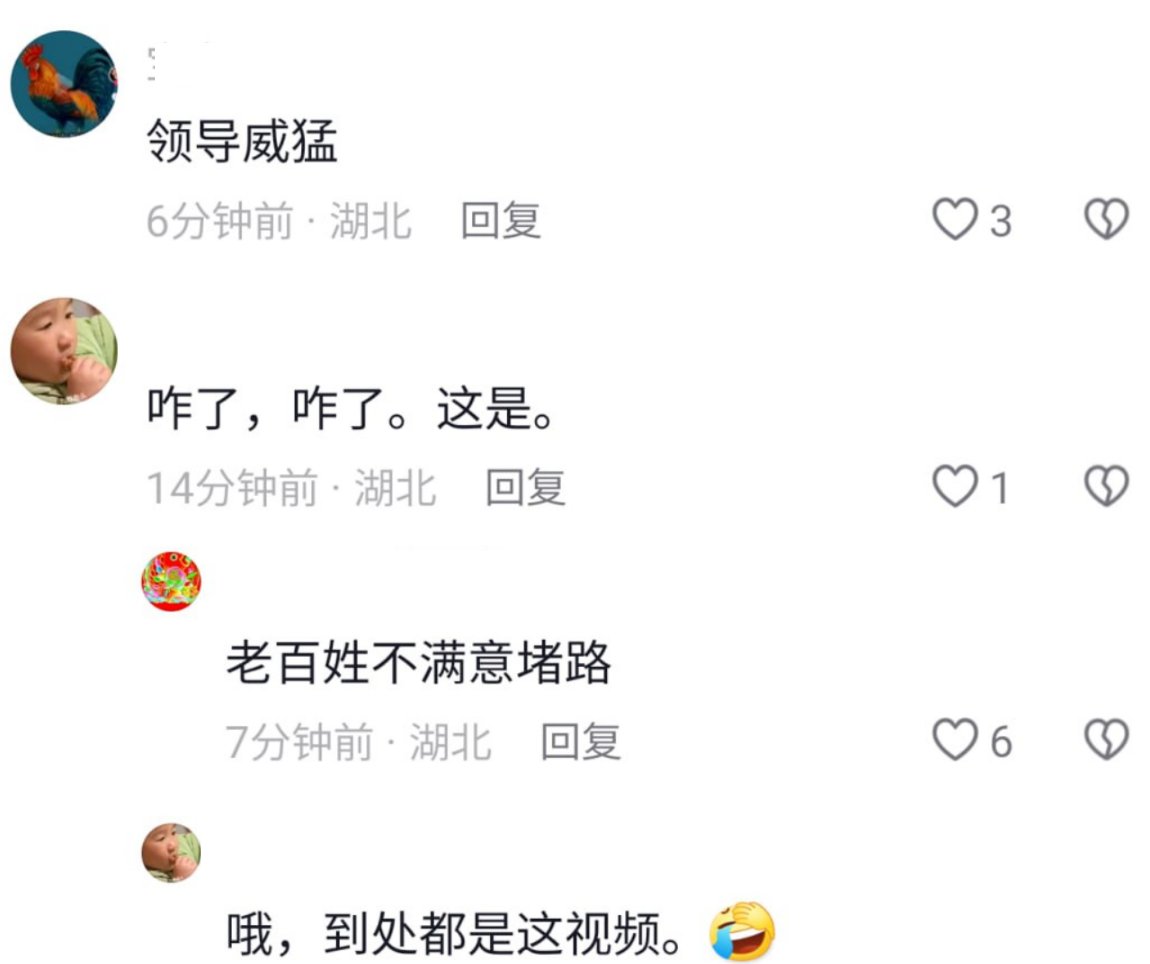 领导威猛
6分钟前 · 湖北 回复 3
咋了，咋了。这是。
14分钟前 · 湖北 回复 1
老百姓不满意堵路
7分钟前 · 湖北 回复 6
哦，到处都是这视频。🤣